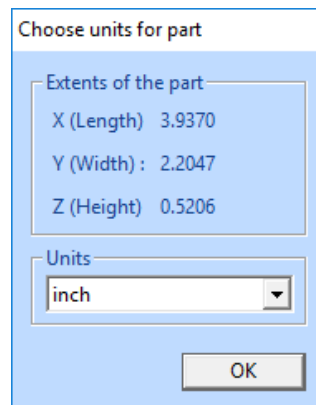 Choose units for part
Extents of the part
X (Length) 3.9370
Y (Width) : 2.2047
Z (Height) 0.5206
Units
inch
OK